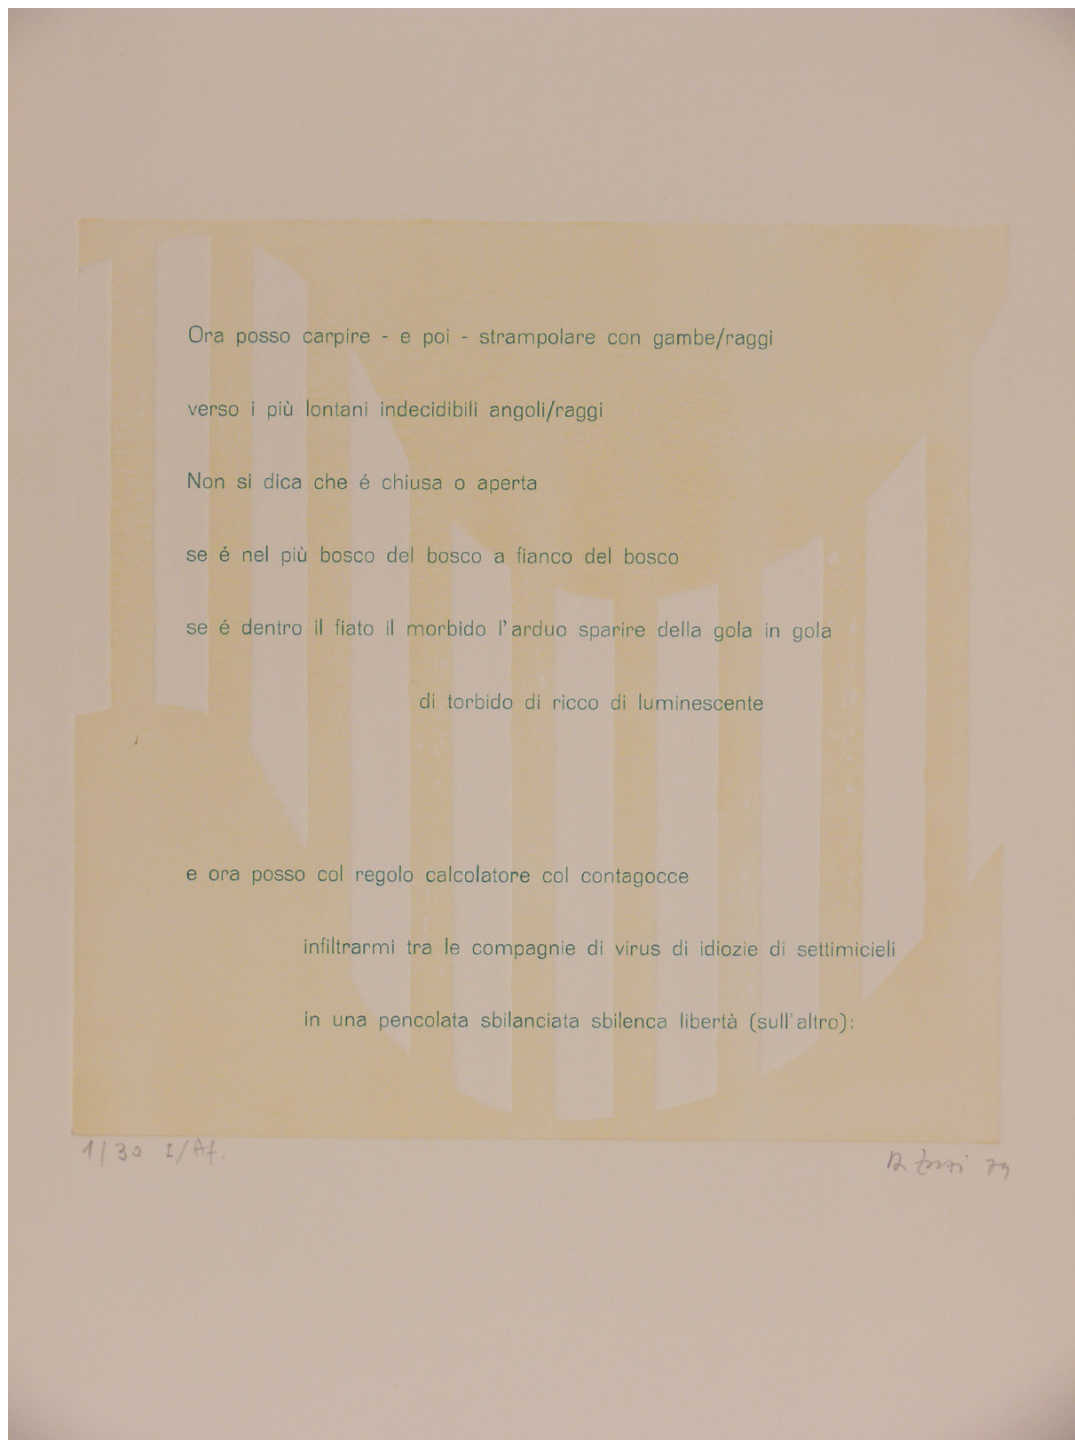 Ora posso carpire - e poi - strampolare con gambe/raggi
verso i più lontani indecidibili angoli/raggi
Non si dica che é chiusa o aperta
se é nel più bosco del bosco a fianco del bosco
se é dentro il fiato il morbido l'arduo sparire della gola in gola
di torbido di ricco di luminescente
e ora posso col regolo calcolatore col contagocce
infiltrarmi tra le compagnie di virus di idiozie di settimicieli
in una pencolata sbilanciata sbilenca libertà (sull'altro):
1/30
79